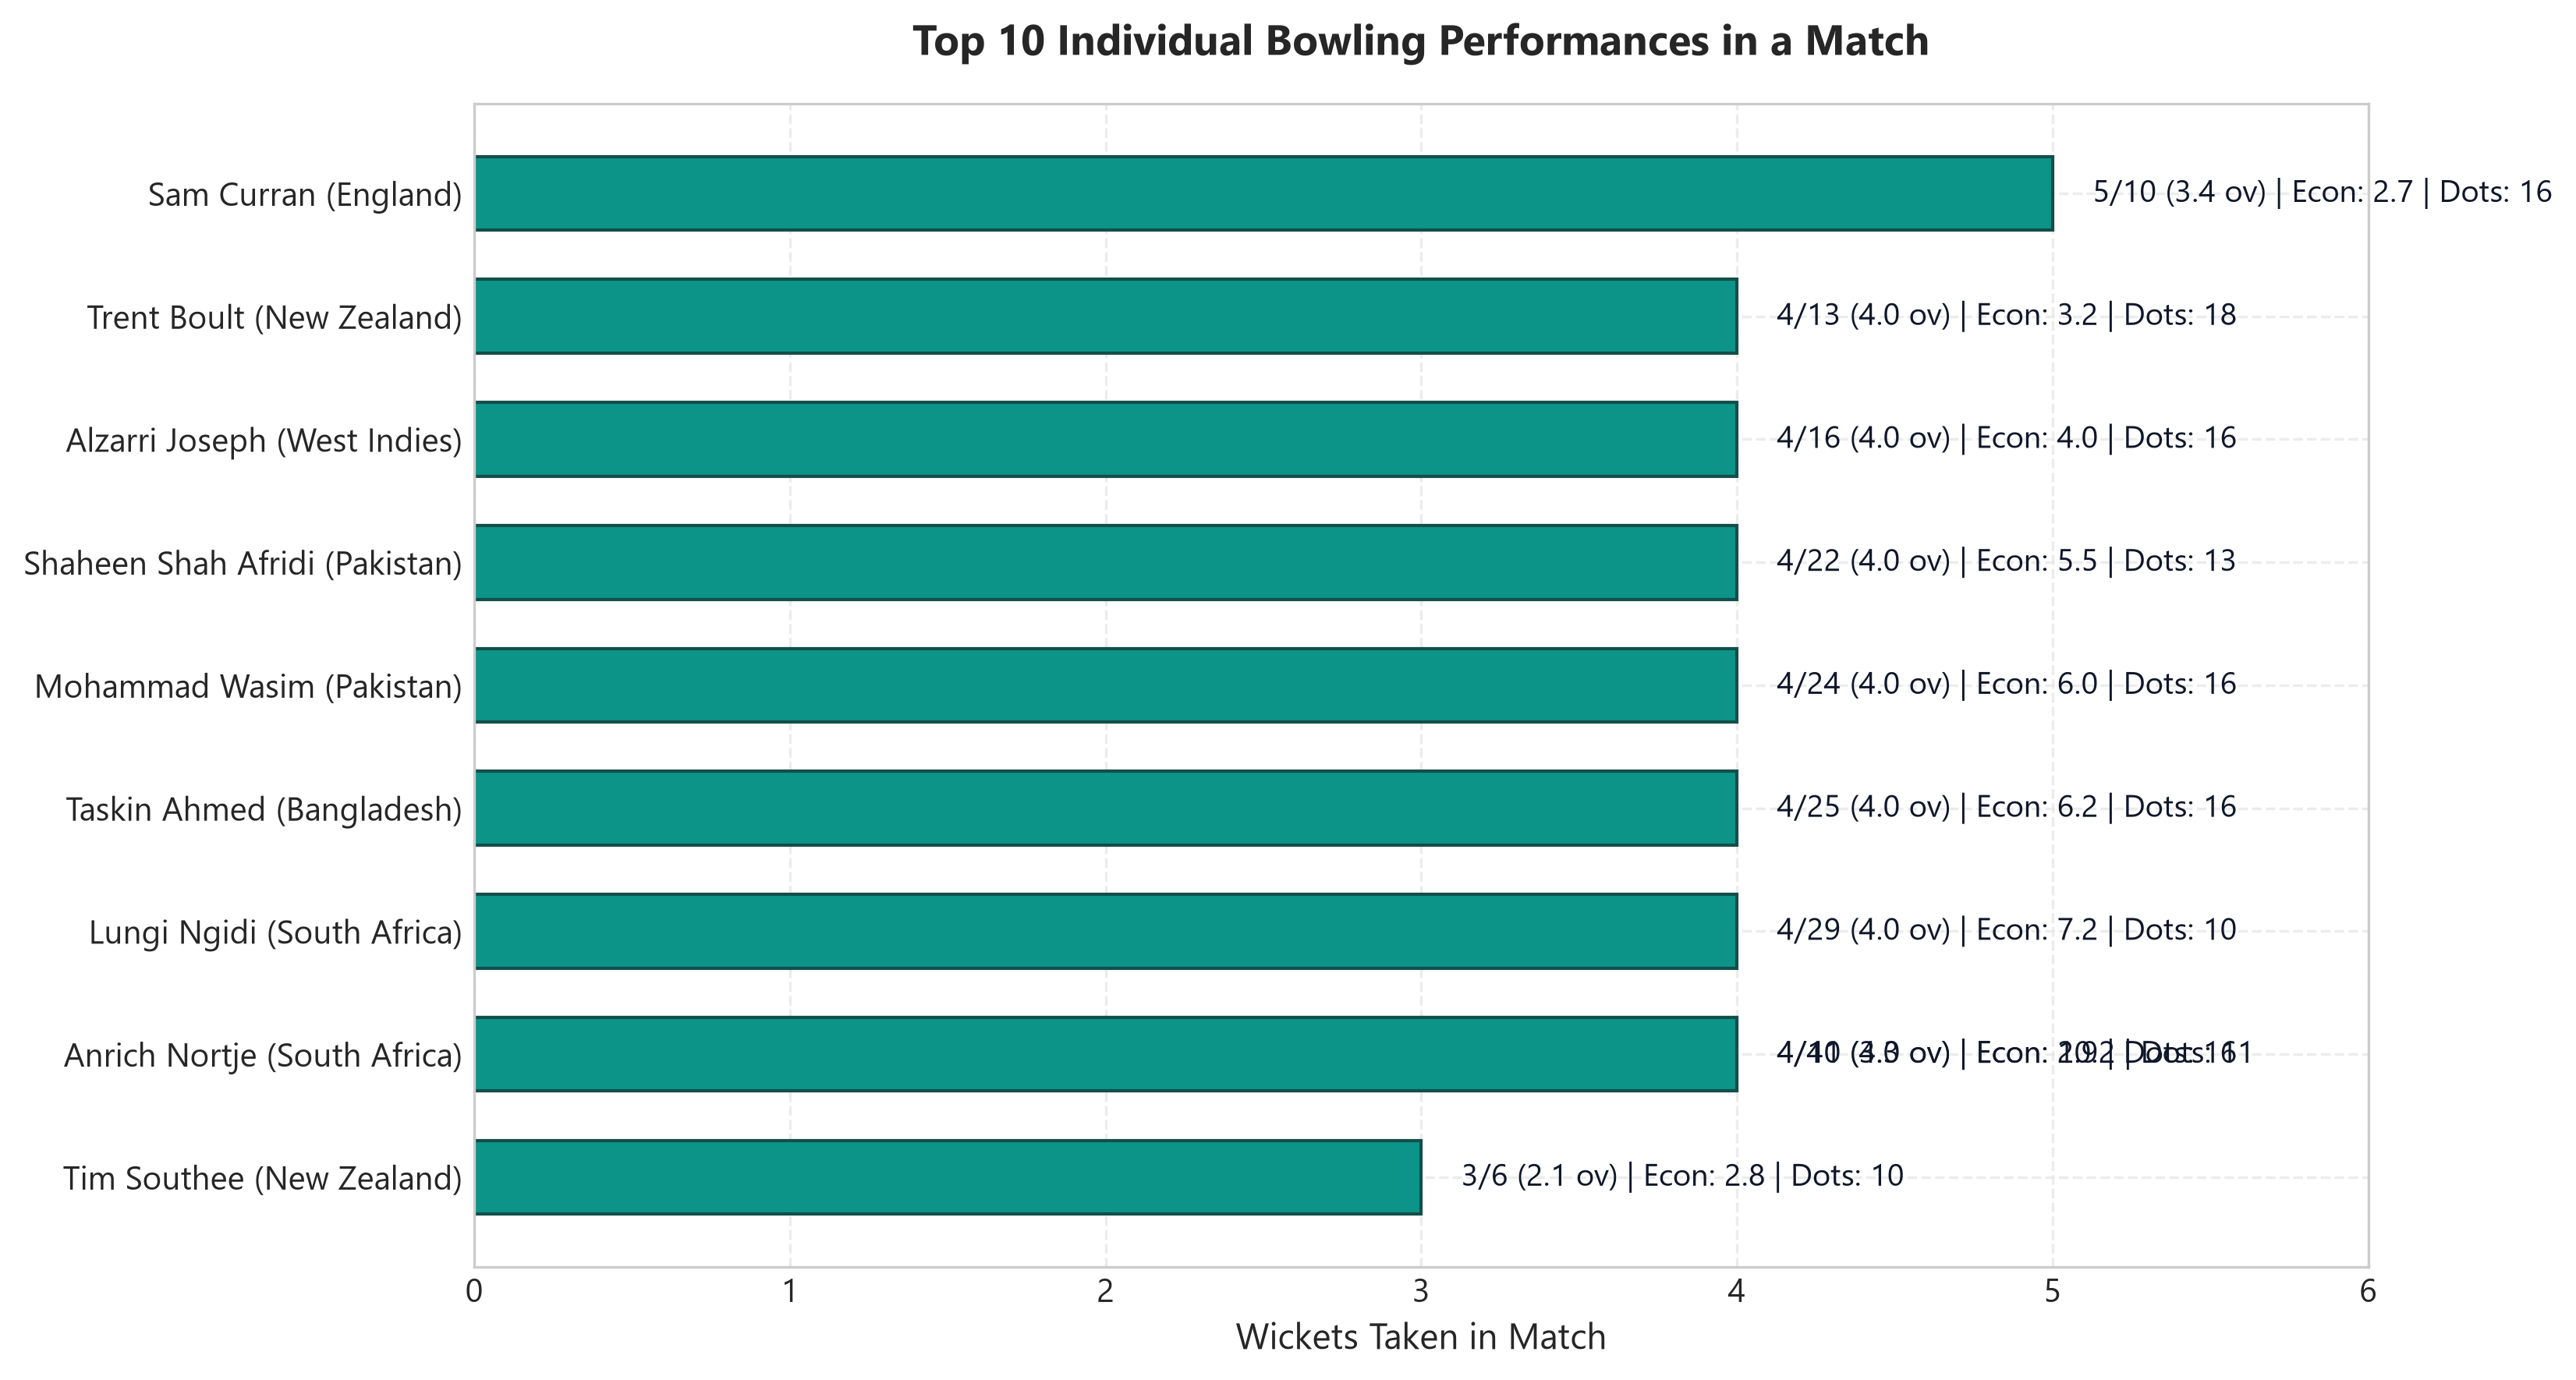 Top 10 Individual Bowling Performances in a Match
Sam Curran (England)
5/10 (3.4 ov) | Econ: 2.7 | Dots: 16
Trent Boult (New Zealand)
4/13 (4.0 ov) | Econ: 3.2 | Dots: 18
Alzarri Joseph (West Indies)
4/16 (4.0 ov) | Econ: 4.0 | Dots: 16
Shaheen Shah Afridi (Pakistan)
4/22 (4.0 ov) | Econ: 5.5 | Dots: 13
Mohammad Wasim (Pakistan)
4/24 (4.0 ov) | Econ: 6.0 | Dots: 16
Taskin Ahmed (Bangladesh)
4/25 (4.0 ov) | Econ: 6.2 | Dots: 16
Lungi Ngidi (South Africa)
4/29 (4.0 ov) | Econ: 7.2 | Dots: 10
Anrich Nortje (South Africa)
ov) | Econ:
Tim Southee (New Zealand)
3/6 (2.1 ov) | Econ: 2.8 | Dots: 10
0 1 2 3 4 5 6
Wickets Taken in Match